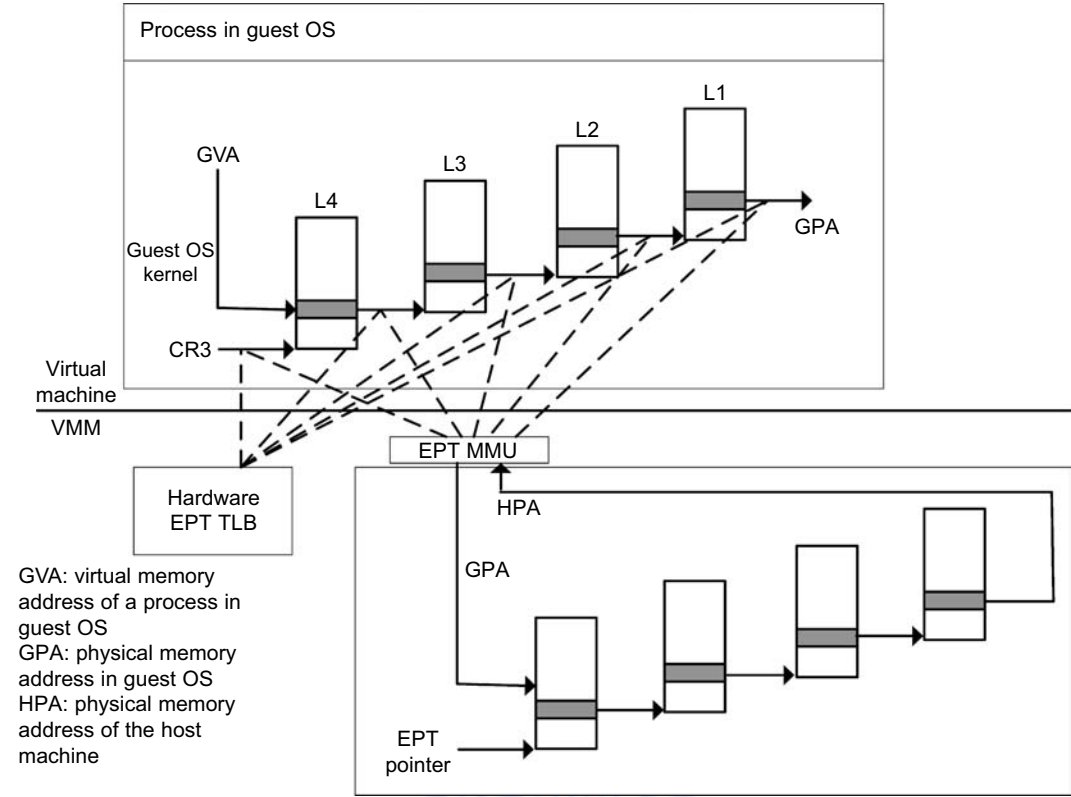 Process in guest OS
L1
L2
L3
GVA
L4
GPA
Guest OS
kernel
CR3
Virtual
machine
VMM
EPT MMU
Hardware
EPT TLB
HPA
GPA
GVA: virtual memory
address of a process in
guest OS
GPA: physical memory
address in guest OS
HPA: physical memory
address of the host
machine
EPT
pointer